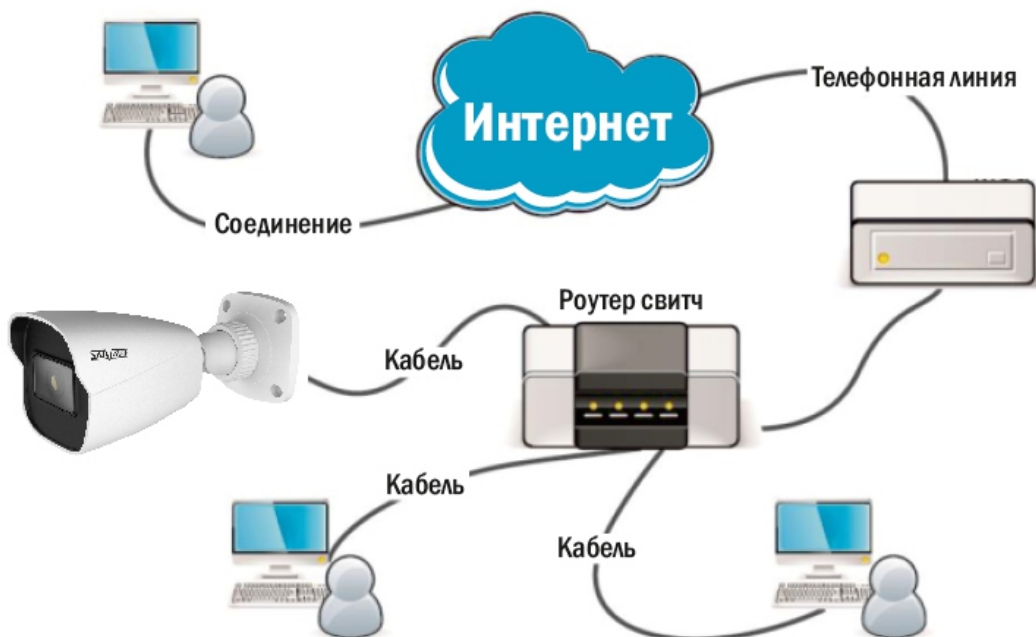 Интернет
Телефонная линия
Соединение
Роутер свитч
Кабель
Кабель
Кабель